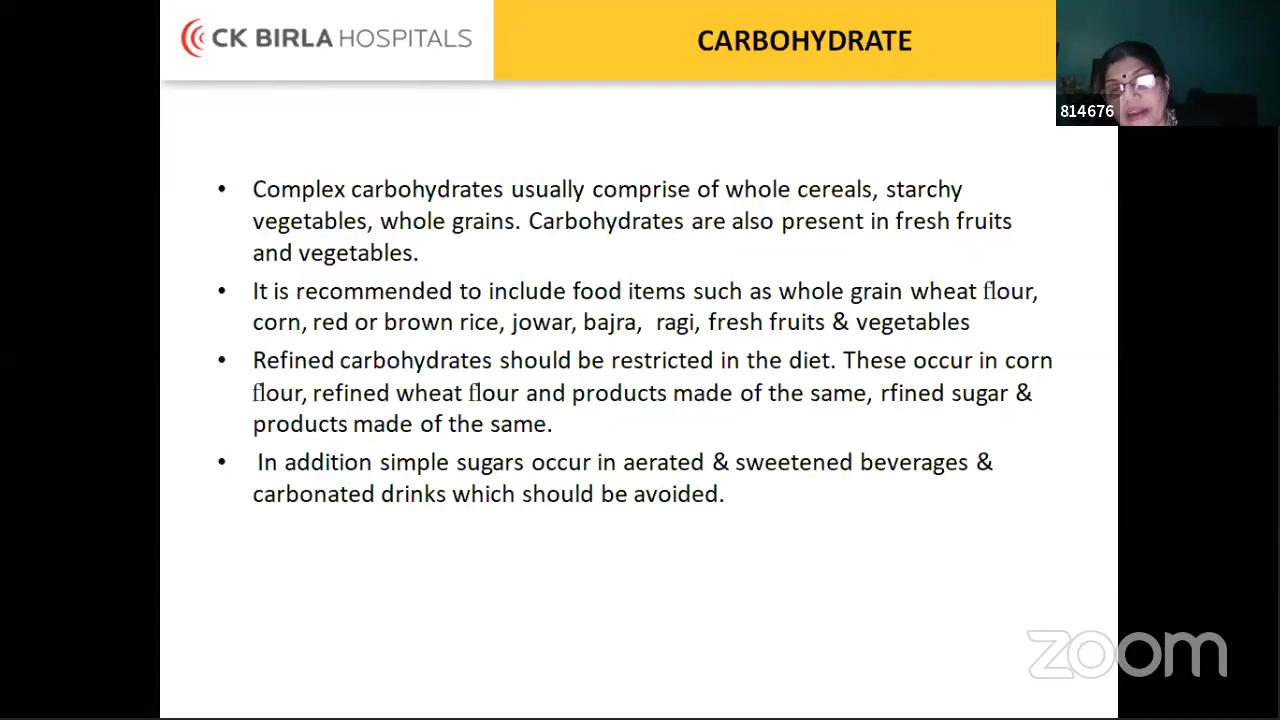 CK BIRLA HOSPITALS
CARBOHYDRATE
814676
• Complex carbohydrates usually comprise of whole cereals, starchy
vegetables, whole grains. Carbohydrates are also present in fresh fruits
and vegetables.
• It is recommended to include food items such as whole grain wheat flour,
corn, red or brown rice, jowar, bajra, ragi, fresh fruits & vegetables
• Refined carbohydrates should be restricted in the diet. These occur in corn
flour, refined wheat flour and products made of the same, rfined sugar &
products made of the same.
• In addition simple sugars occur in aerated & sweetened beverages &
carbonated drinks which should be avoided.
zoom